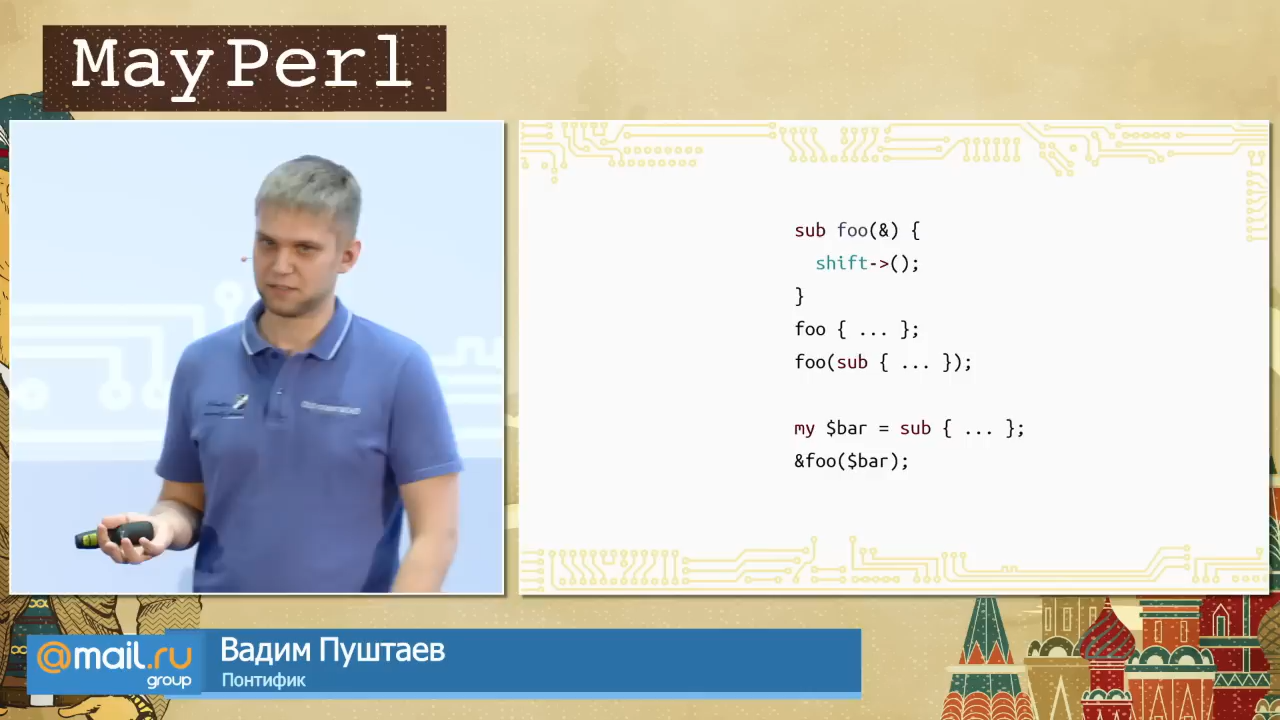 MayPerl
sub foo(&) {
  shift->();
}
foo { ... };
foo(sub { ... });

my $bar = sub { ... };
&foo($bar);
@mail.ru
group
Вадим Пуштаев
Понтифик